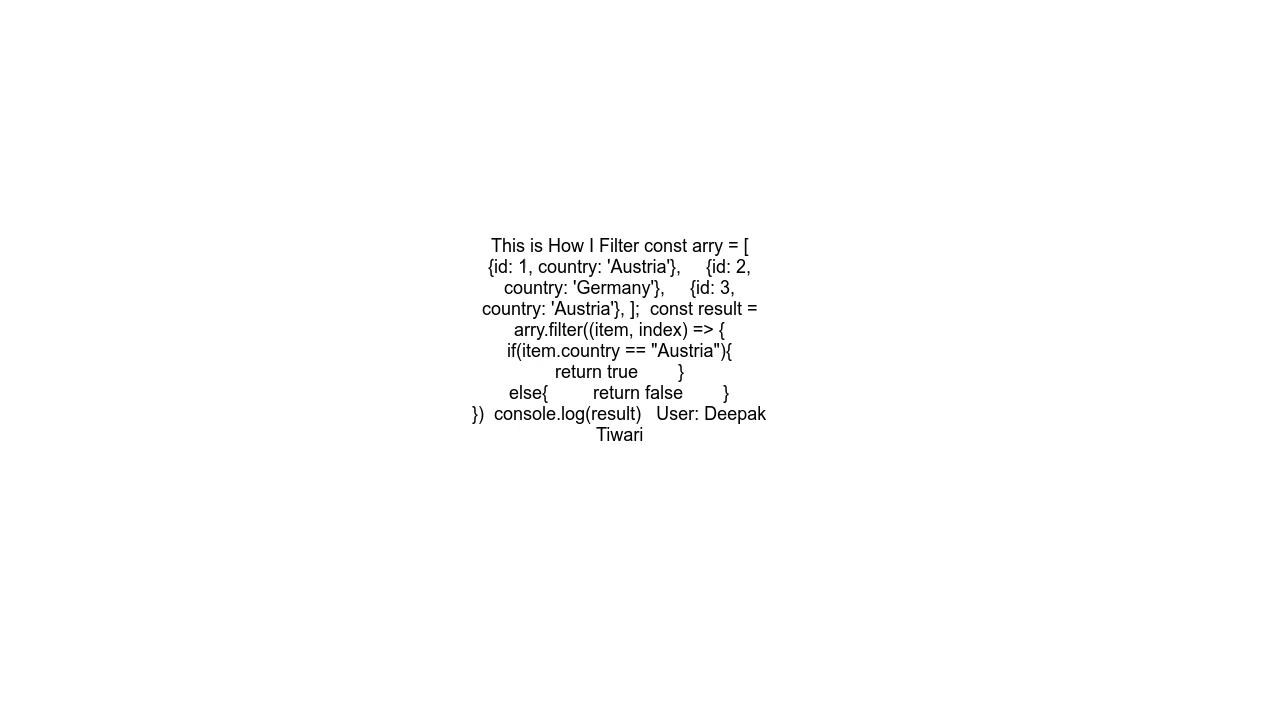 This is How I Filter const arry = [
{id: 1, country: 'Austria'},     {id: 2,
country: 'Germany'},     {id: 3,
country: 'Austria'}, ];  const result =
arry.filter((item, index) => {
if(item.country == "Austria"){
return true        }
else{         return false        }
})  console.log(result)   User: Deepak
Tiwari